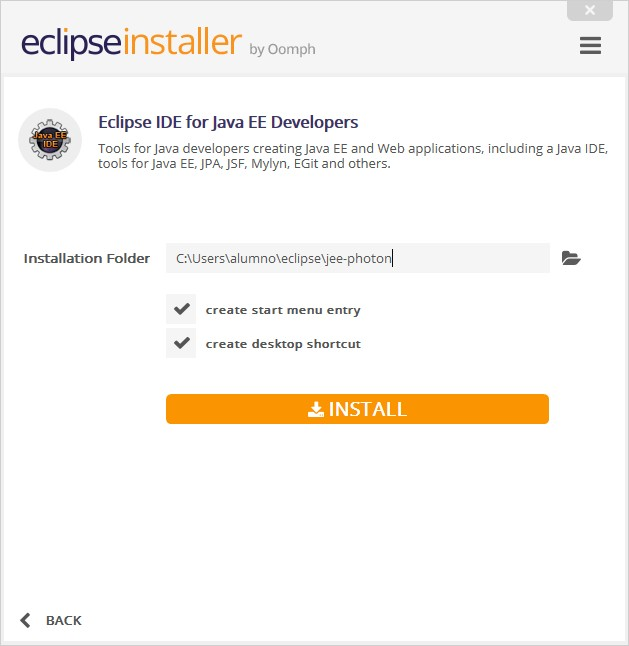 eclipseinstaller by Oomph
Java EE
IDE
Eclipse IDE for Java EE Developers
Tools for Java developers creating Java EE and Web applications, including a Java IDE,
tools for Java EE, JPA, JSF, Mylyn, EGit and others.
Installation Folder C:\Users\alumno\eclipse\jee-photon
create start menu entry
create desktop shortcut
INSTALL
BACK